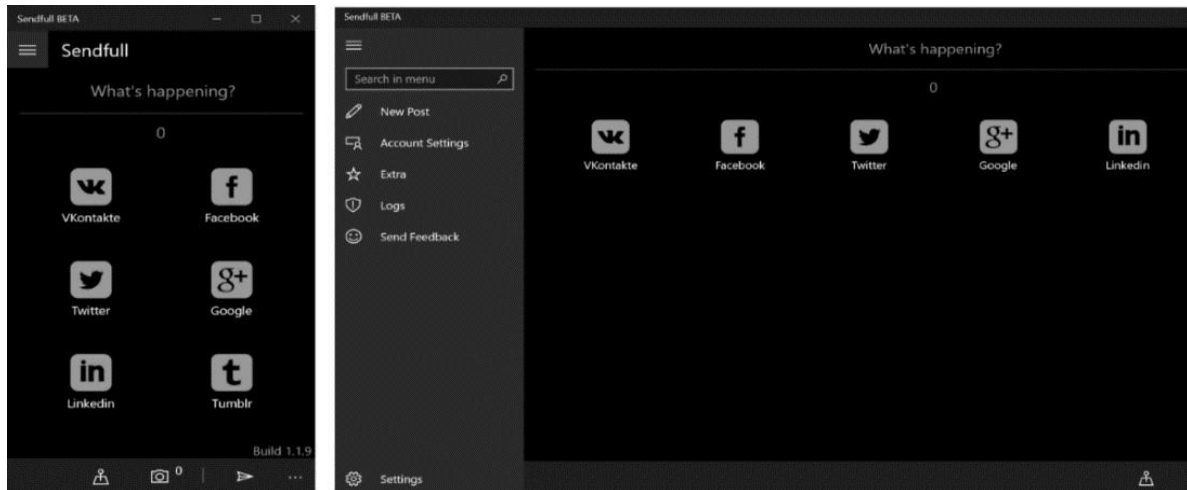 Sendfull BETA
Sendfull
What's happening?
0
VKontakte Facebook
Twitter Google
Linkedin Tumblr
Build 1.1.9
0
Sendfull BETA
Search in menu
New Post
Account Settings
Extra
Logs
Send Feedback
Settings
What's happening?
0
VKontakte Facebook Twitter Google Linkedin